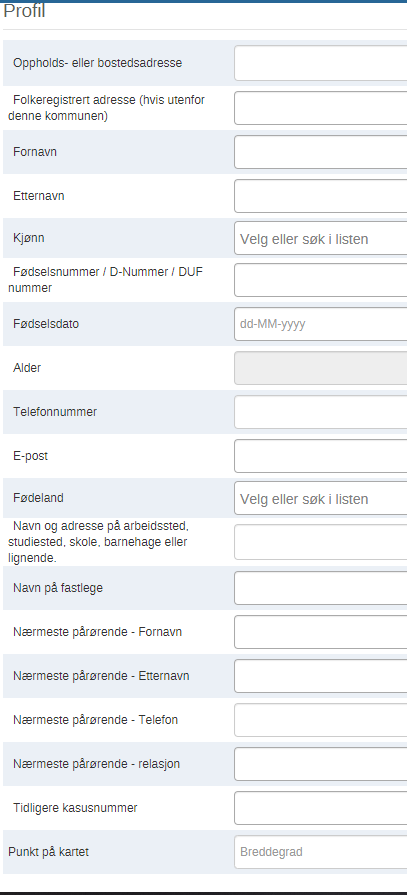 Profil
Oppholds- eller bostedsadresse
Folkeregistrert adresse (hvis utenfor
denne kommunen)
Fornavn
Etternavn
Kjønn
Velg eller søk i listen
Fødselsnummer / D-Nummer / DUF
nummer
Fødselsdato
dd-MM-yyyy
Alder
Telefonnummer
E-post
Fødeland
Velg eller søk i listen
Navn og adresse på arbeidssted,
studiested, skole, barnehage eller
lignende.
Navn på fastlege
Nærmeste pårørende - Fornavn
Nærmeste pårørende - Etternavn
Nærmeste pårørende - Telefon
Nærmeste pårørende - relasjon
Tidligere kasusnummer
Punkt på kartet
Breddegrad